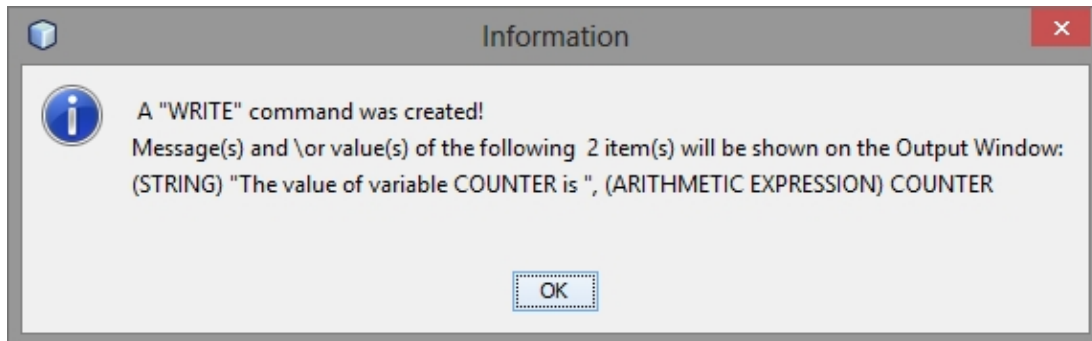 Information
A "WRITE" command was created!
Message(s) and \or value(s) of the following  2 item(s) will be shown on the Output Window:
(STRING) "The value of variable COUNTER is ", (ARITHMETIC EXPRESSION) COUNTER
OK